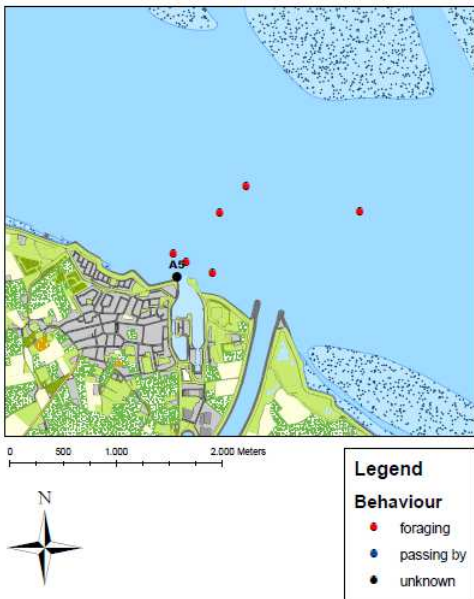 A5
0 500 1.000 2.000 Meters
N
Legend
Behaviour
foraging
passing by
unknown